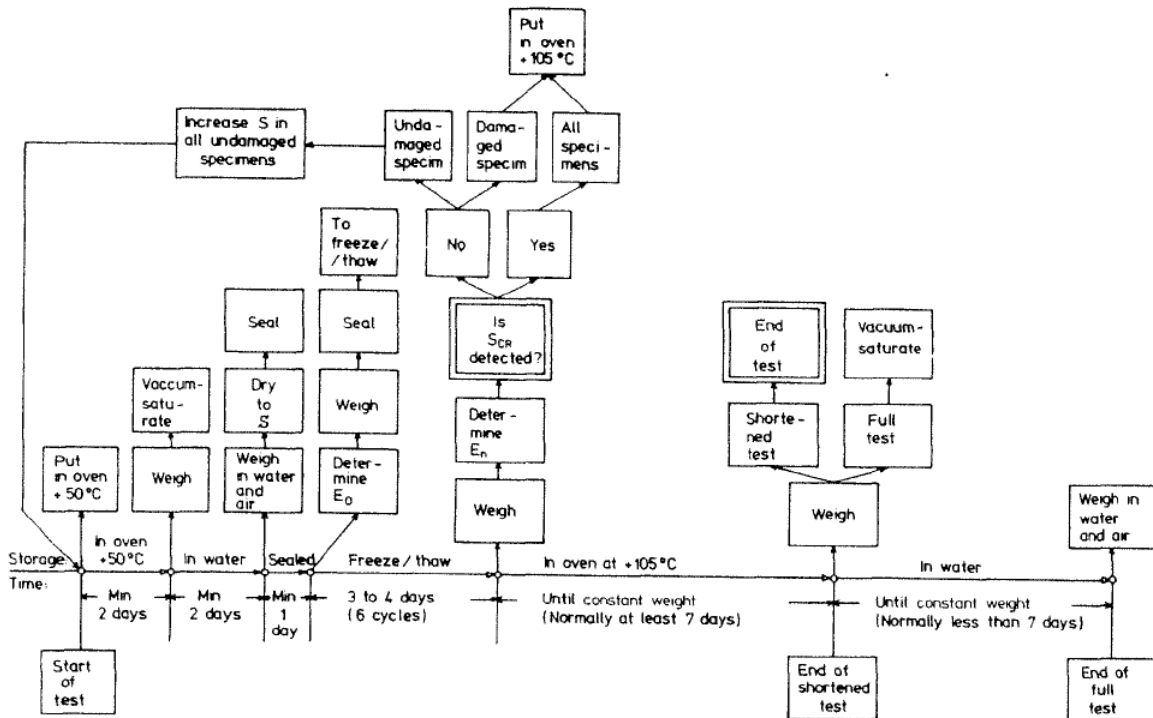 Put
in oven
+105°C
Increase S in
all undamaged
specimens
Unda-
maged
specim
Dama-
ged
specim
All
speci-
mens
To
freeze/
/thaw
No
Yes
Seal
Seal
Is
SCR
detected?
End
of
test
Vacuum-
saturate
Vaccum-
satu-
rate
Dry
to
S
Weigh
Deter-
mine
En
Shorte-
ned
test
Full
test
Put
in oven
+50°C
Weigh
Weigh
in water
and
air
Deter-
mine
E0
Weigh
Weigh
Weigh in
water
and air
Storage:
In oven
+50°C
In water
Sealed
Freeze/thaw
In oven at +105°C
In water
Time:
Min
2 days
Min
2 days
Min
1
day
3 to 4 days
(6 cycles)
Until constant weight
(Normally at least 7 days)
Until constant weight
(Normally less than 7 days)
Start
of
test
End of
shortened
test
End of
full
test